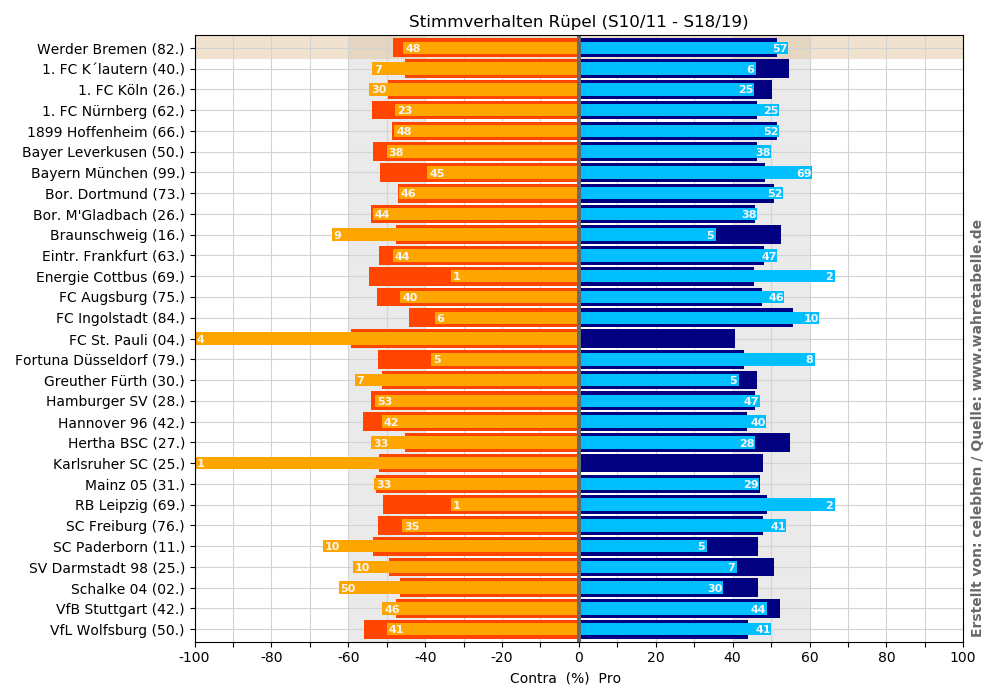 Stimmverhalten Rüpel (S10/11 - S18/19)
Werder Bremen (82.) 48 57
1. FC K´lautern (40.) 7 6
1. FC Köln (26.) 30 25
1. FC Nürnberg (62.) 23 25
1899 Hoffenheim (66.) 48 52
Bayer Leverkusen (50.) 38 38
Bayern München (99.) 45 69
Bor. Dortmund (73.) 46 52
Bor. M'Gladbach (26.) 44 38
Braunschweig (16.) 9 5
Eintr. Frankfurt (63.) 44 47
Energie Cottbus (69.) 1 2
FC Augsburg (75.) 40 46
FC Ingolstadt (84.) 6 10
FC St. Pauli (04.) 4
Fortuna Düsseldorf (79.) 5 8
Greuther Fürth (30.) 7 5
Hamburger SV (28.) 53 47
Hannover 96 (42.) 42 40
Hertha BSC (27.) 33 28
Karlsruher SC (25.) 1
Mainz 05 (31.) 33 29
RB Leipzig (69.) 1 2
SC Freiburg (76.) 35 41
SC Paderborn (11.) 10 5
SV Darmstadt 98 (25.) 10 7
Schalke 04 (02.) 50 30
VfB Stuttgart (42.) 46 44
VfL Wolfsburg (50.) 41 41
-100 -80 -60 -40 -20 0 20 40 60 80 100
Contra (%) Pro
Erstellt von: celebhen / Quelle: www.wahretabelle.de